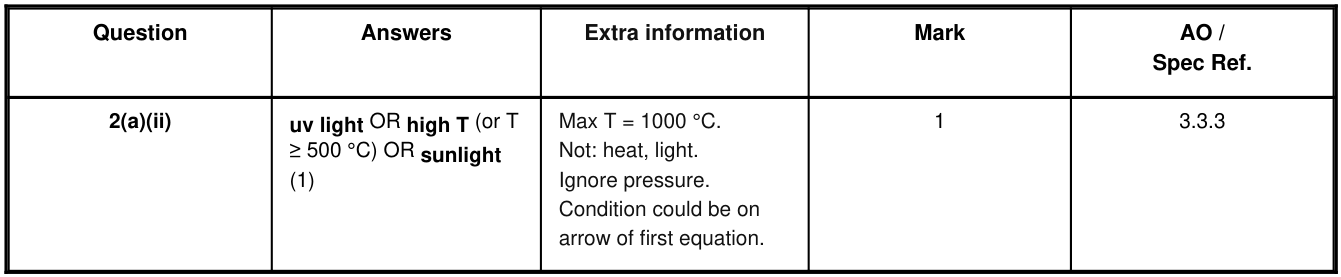 Question Answers Extra information Mark AO /
Spec Ref.
2(a)(ii) uv light OR high T (or T Max T = 1000 °C. 1 3.3.3
≥ 500 °C) OR sunlight Not: heat, light.
(1) Ignore pressure.
Condition could be on
arrow of first equation.